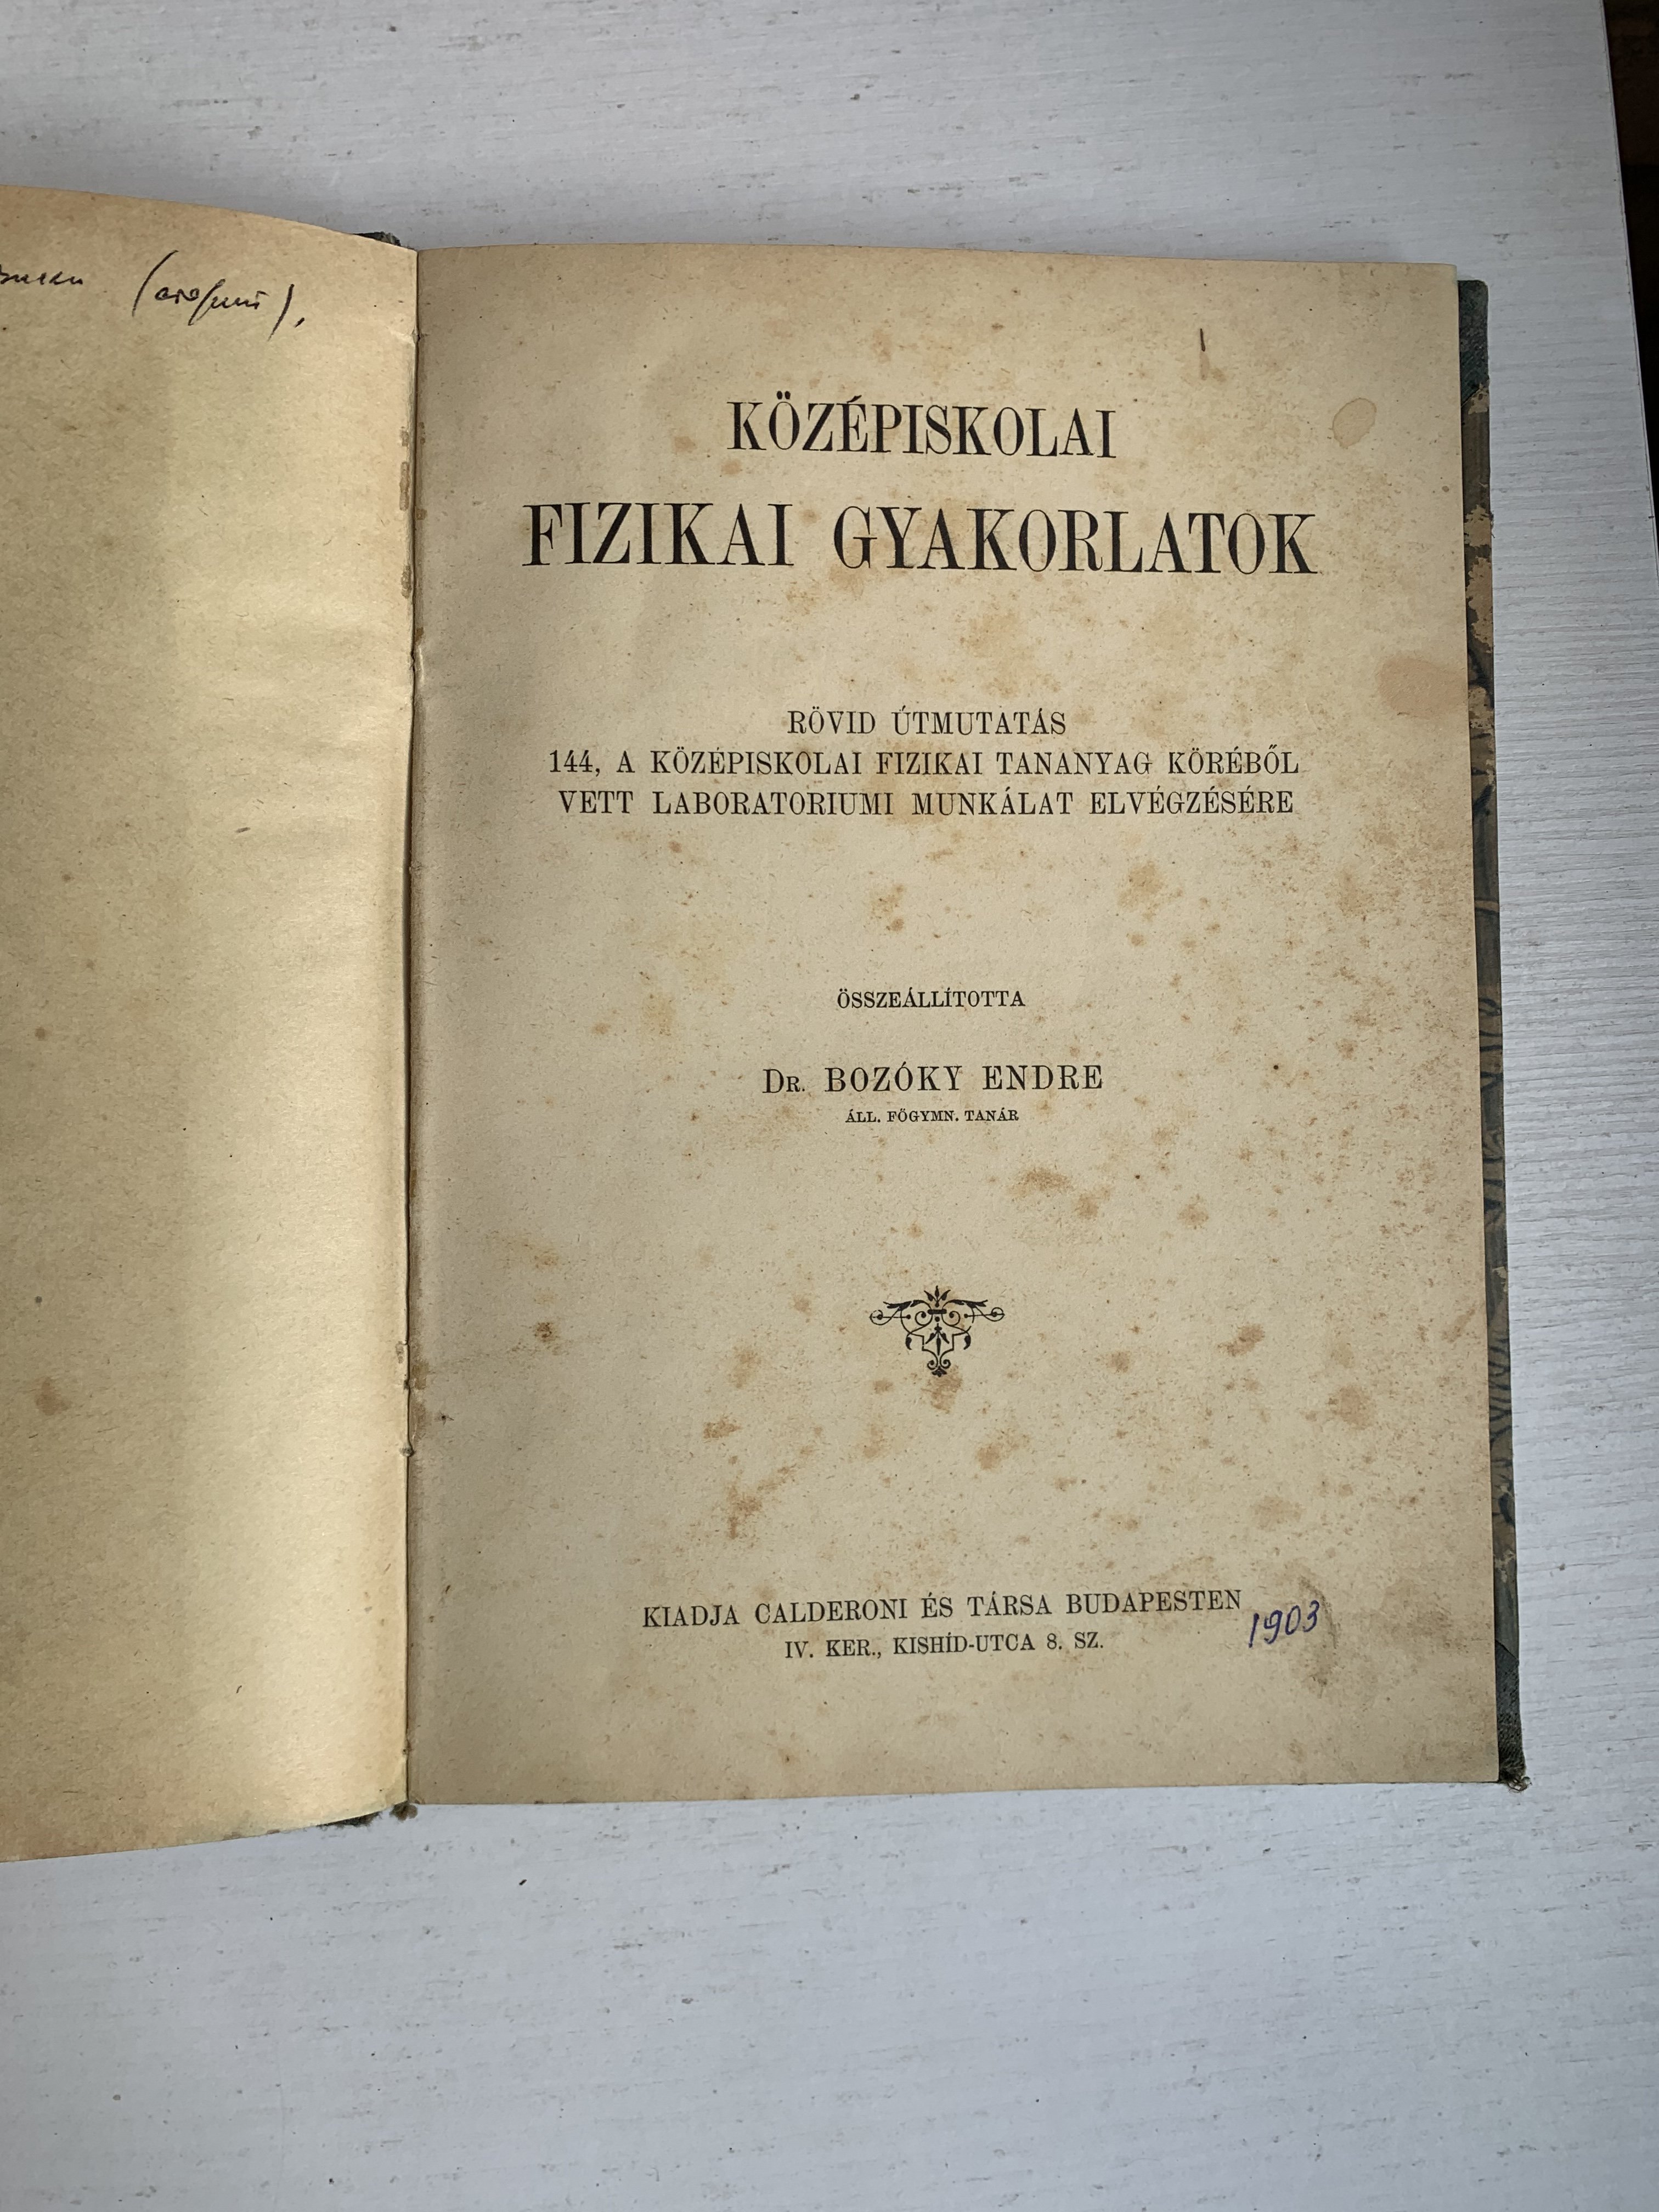 KÖZÉPISKOLAI
FIZIKAI GYAKORLATOK
RÖVID ÚTMUTATÁS
144, A KÖZÉPISKOLAI FIZIKAI TANANYAG KÖRÉBŐL
VETT LABORATORIUMI MUNKÁLAT ELVÉGZÉSÉRE
ÖSSZEÁLLÍTOTTA
DR. BOZÓKY ENDRE
ÁLL. FŐGYMN. TANÁR
KIADJA CALDERONI ÉS TÁRSA BUDAPESTEN
1903
IV. KER., KISHÍD-UTCA 8. SZ.